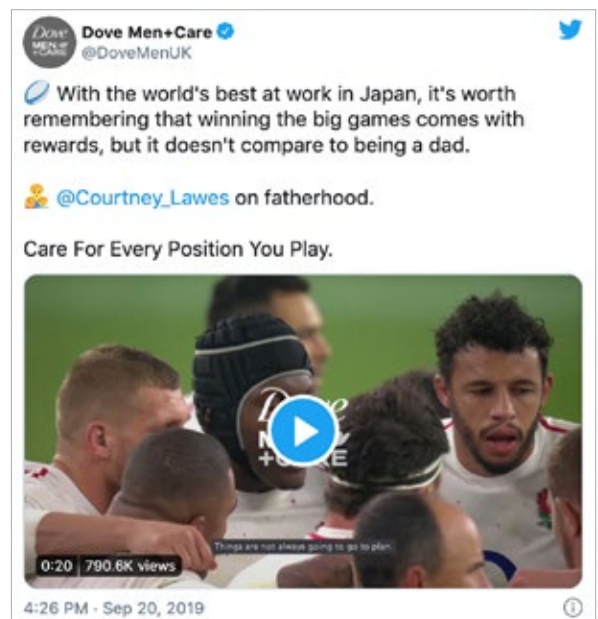 Dove
MEN
+CARE
Dove Men+Care
@DoveMenUK
With the world's best at work in Japan, it's worth
remembering that winning the big games comes with
rewards, but it doesn't compare to being a dad.
@Courtney_Lawes on fatherhood.
Care For Every Position You Play.
Things are not always going to go to plan.
0:20 790.6K views
4:26 PM · Sep 20, 2019